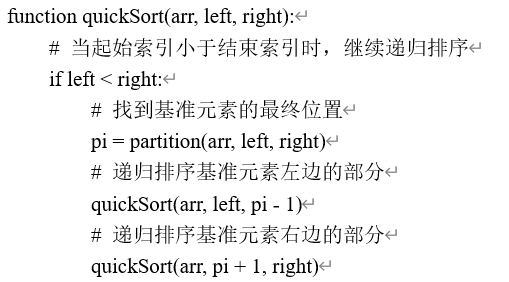 function quickSort(arr, left, right):
# 当起始索引小于结束索引时，继续递归排序
if left < right:
# 找到基准元素的最终位置
pi = partition(arr, left, right)
# 递归排序基准元素左边的部分
quickSort(arr, left, pi - 1)
# 递归排序基准元素右边的部分
quickSort(arr, pi + 1, right)